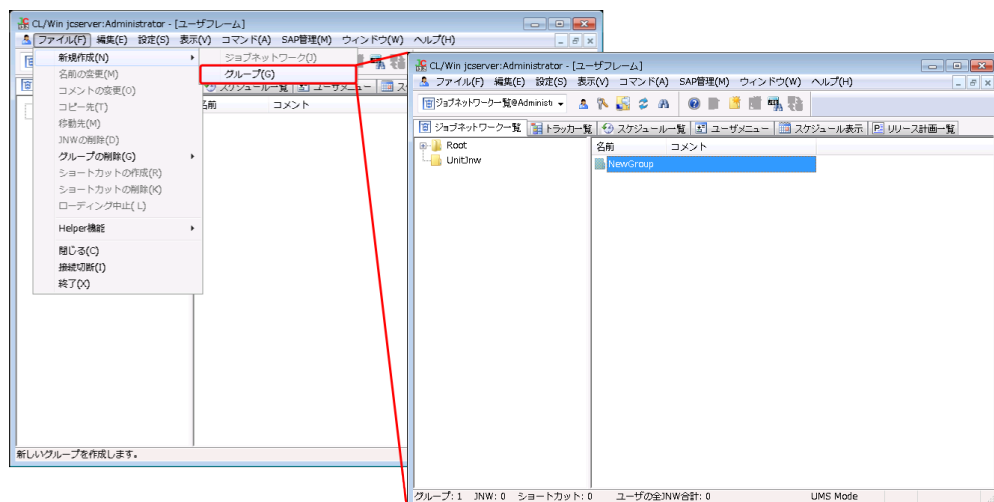 CL/Win jcserver:Administrator - [ユーザフレーム]
ファイル(F) 編集(E) 設定(S) 表示(V) コマンド(A) SAP管理(M) ウィンドウ(W) ヘルプ(H)
新規作成(N)
名前の変更(M)
コメントの変更(O)
コピー先(T)
移動先(M)
JNWの削除(D)
グループの削除(G)
ショートカットの作成(R)
ショートカットの削除(K)
ローディング中止(L)
Helper機能
閉じる(C)
接続切断(I)
終了(X)
ジョブネットワーク(J)
グループ(G)
スケジュール一覧 ユーザメニュー
名前 コメント
新しいグループを作成します。
CL/Win jcserver:Administrator - [ユーザフレーム]
ファイル(F) 編集(E) 設定(S) 表示(V) コマンド(A) SAP管理(M) ウィンドウ(W) ヘルプ(H)
ジョブネットワーク一覧@Administr
ジョブネットワーク一覧 トラッカー一覧 スケジュール一覧 ユーザメニュー スケジュール表示 リリース計画一覧
Root
UnitJnw
名前 コメント
NewGroup
グループ: 1 JNW: 0 ショートカット: 0 ユーザの全JNW合計: 0 UMS Mode